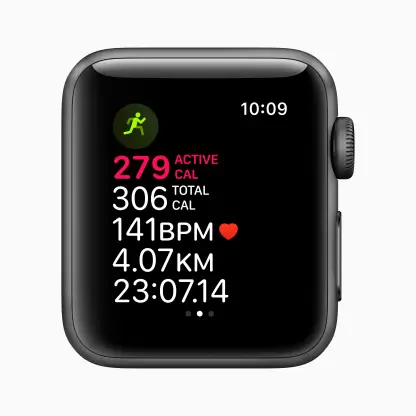 10:09
279 ACTIVE CAL
306 TOTAL CAL
141BPM
4.07KM
23:07.14